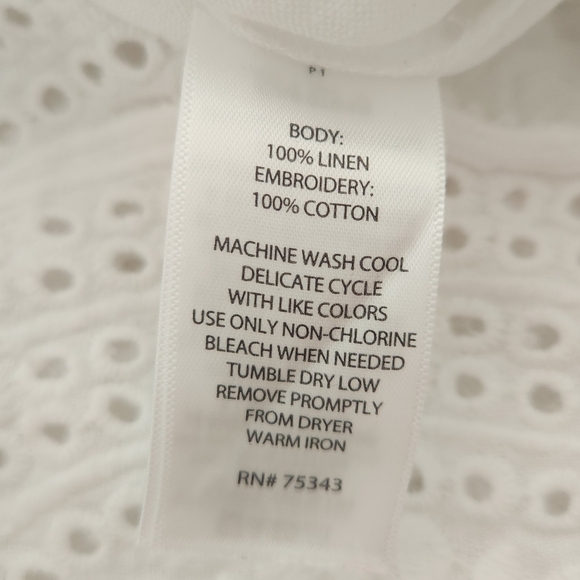 P1
BODY:
100% LINEN
EMBROIDERY:
100% COTTON
MACHINE WASH COOL
DELICATE CYCLE
WITH LIKE COLORS
USE ONLY NON-CHLORINE
BLEACH WHEN NEEDED
TUMBLE DRY LOW
REMOVE PROMPTLY
FROM DRYER
WARM IRON
RN# 75343